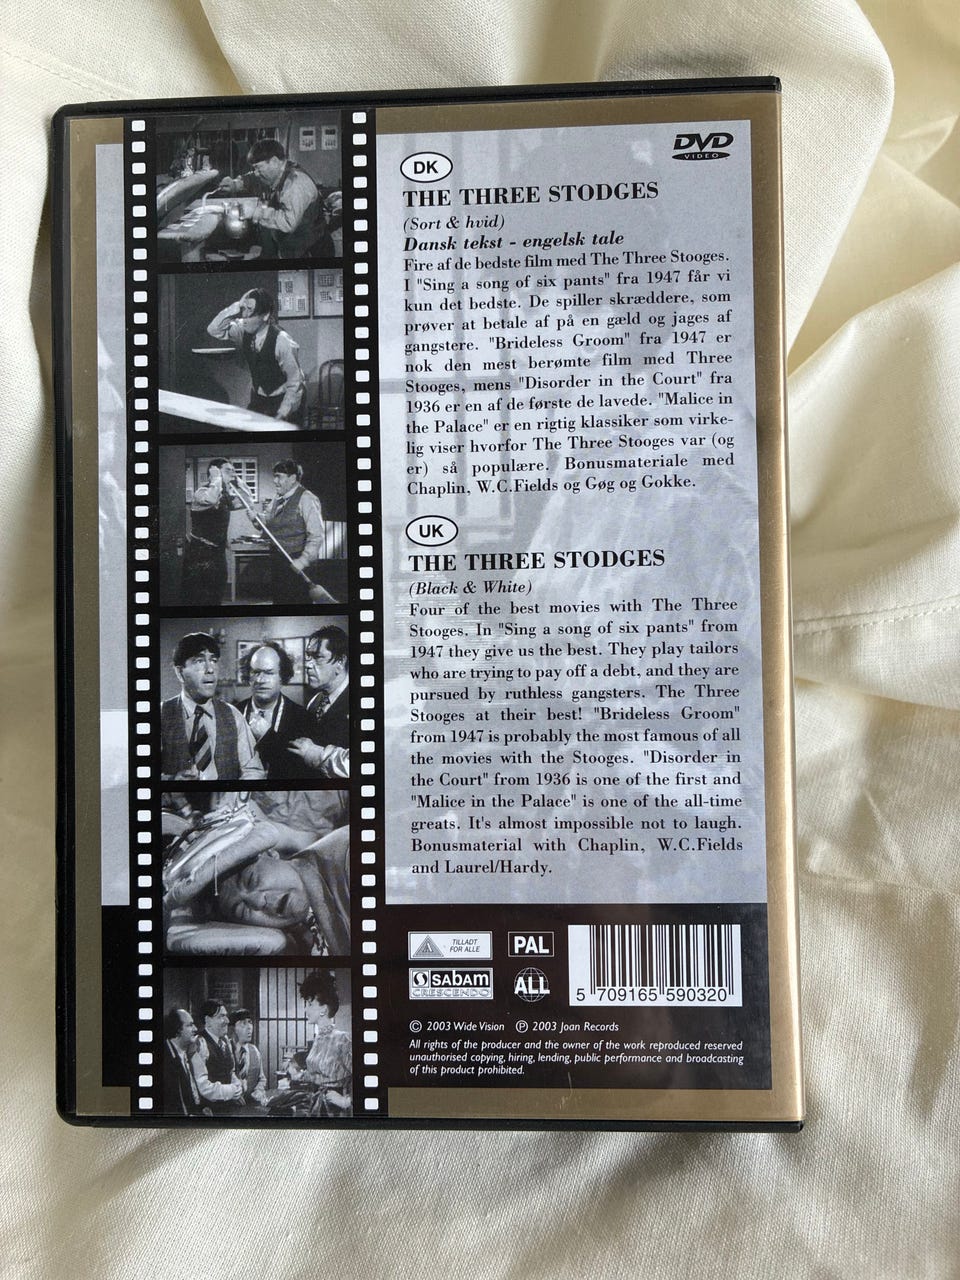 DVD
VIDEO
DK
THE THREE STODGES
(Sort & hvid)
Dansk tekst - engelsk tale
Fire af de bedste film med The Three Stooges.
I "Sing a song of six pants" fra 1947 får vi
kun det bedste. De spiller skræddere, som
prøver at betale af på en gæld og jages af
gangstere. "Brideless Groom" fra 1947 er
nok den mest berømte film med Three
Stooges, mens "Disorder in the Court" fra
1936 er en af de første de lavede. "Malice in
the Palace" er en rigtig klassiker som virke-
lig viser hvorfor The Three Stooges var (og
er) så populære. Bonusmateriale med
Chaplin, W.C.Fields og Gøg og Gokke.
UK
THE THREE STODGES
(Black & White)
Four of the best movies with The Three
Stooges. In "Sing a song of six pants" from
1947 they give us the best. They play tailors
who are trying to pay off a debt, and they are
pursued by ruthless gangsters. The Three
Stooges at their best! "Brideless Groom"
from 1947 is probably the most famous of all
the movies with the Stooges. "Disorder in
the Court" from 1936 is one of the first and
"Malice in the Palace" is one of the all-time
greats. It's almost impossible not to laugh.
Bonusmaterial with Chaplin, W.C.Fields
and Laurel/Hardy.
TILLADT
FOR ALLE
PAL
sabam
CRESCENDO
ALL
5 709165 590320
© 2003 Wide Vision ℗ 2003 Joan Records
All rights of the producer and the owner of the work reproduced reserved
unauthorised copying, hiring, lending, public performance and broadcasting
of this product prohibited.